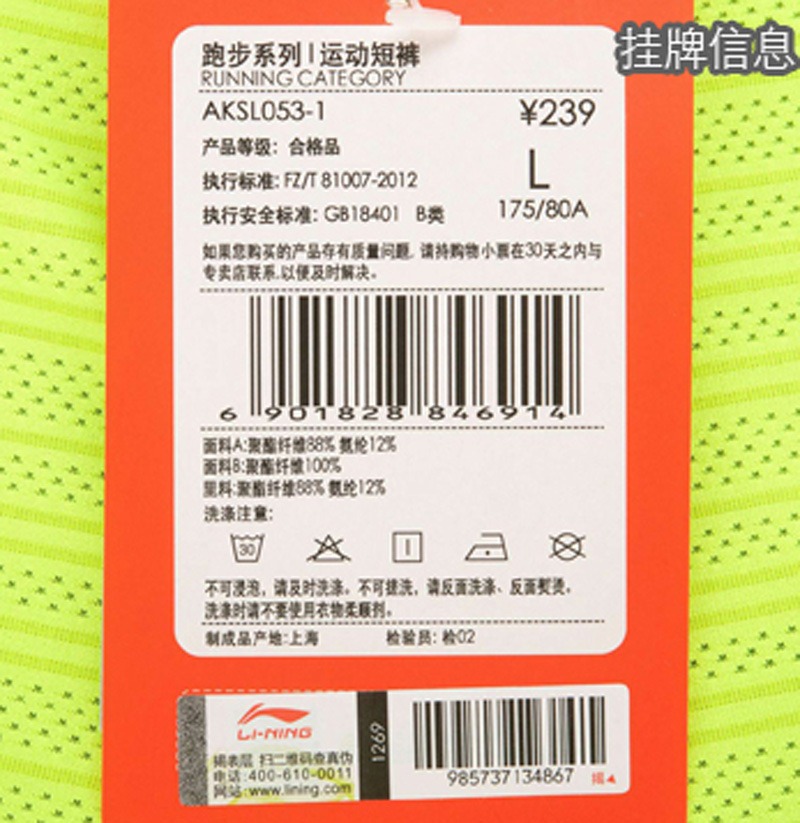 挂牌信息
跑步系列 | 运动短裤
RUNNING CATEGORY
AKSL053-1 ¥239
产品等级: 合格品
L
执行标准: FZ/T 81007-2012
175/80A
执行安全标准: GB18401 B类
如果您购买的产品存有质量问题, 请持购物小票在30天之内与
专卖店联系,以便及时解决。
6 901828 846914
面料A:聚酯纤维88% 氨纶12%
面料B:聚酯纤维100%
里料:聚酯纤维88% 氨纶12%
洗涤注意:
30
不可浸泡，请及时洗涤。不可搓洗，请反面洗涤、反面熨烫。
洗涤时请不要使用衣物柔顺剂。
制成品产地:上海 检验员: 检02
LI-NING
揭表层 扫二维码查真伪
电话:400-610-0011
网站:www.lining.com
1269
985737134867 揭